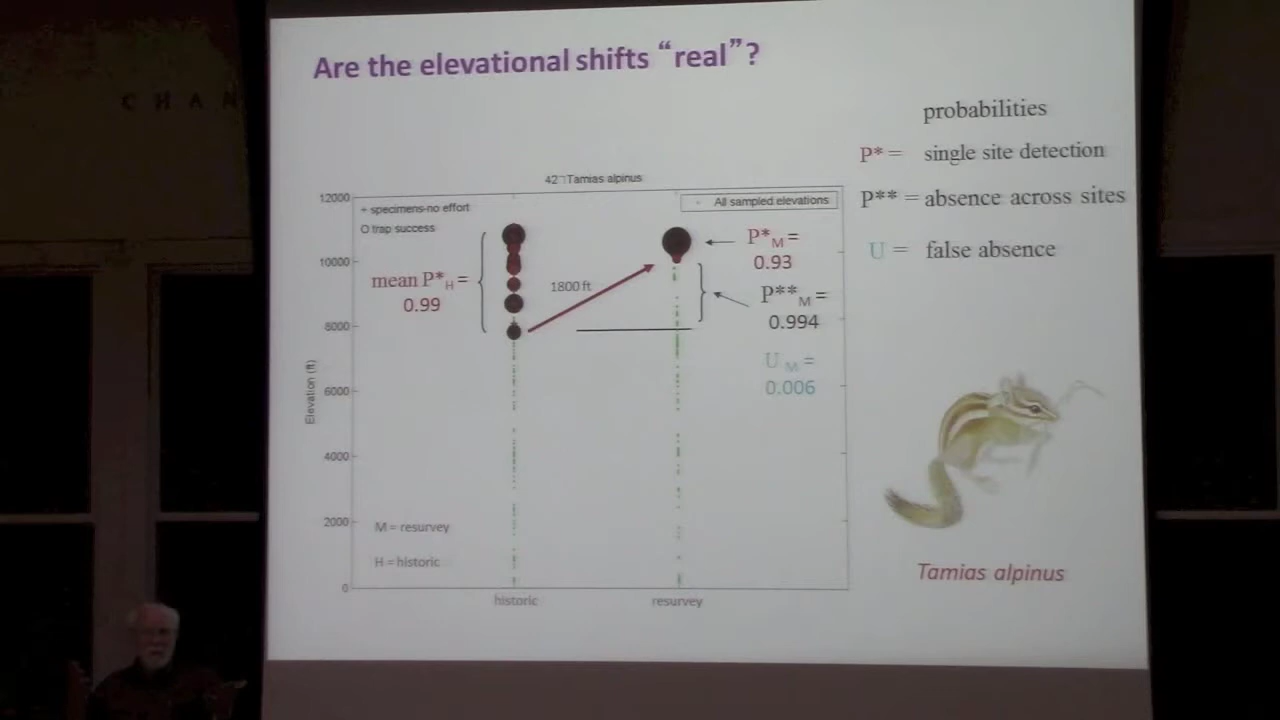 CHAN
Are the elevational shifts “real”?
probabilities
P* = single site detection
P** = absence across sites
U = false absence
Tamias alpinus
12000
10000
8000
6000
4000
2000
0
Elevation (ft)
+ specimens-no effort
O trap success
All sampled elevations
mean P*H =
0.99
1800 ft
P*M =
0.93
P**M =
0.994
UM =
0.006
M = resurvey
H = historic
historic
resurvey
Tamias alpinus